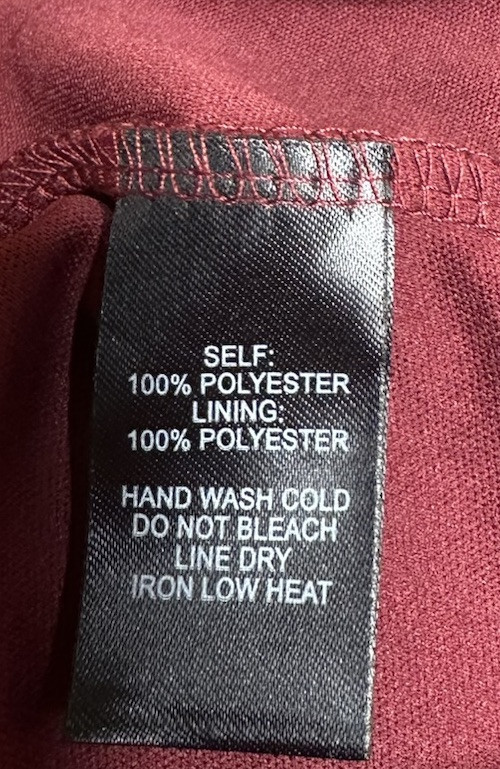 SELF:
100% POLYESTER
LINING:
100% POLYESTER
HAND WASH COLD
DO NOT BLEACH
LINE DRY
IRON LOW HEAT